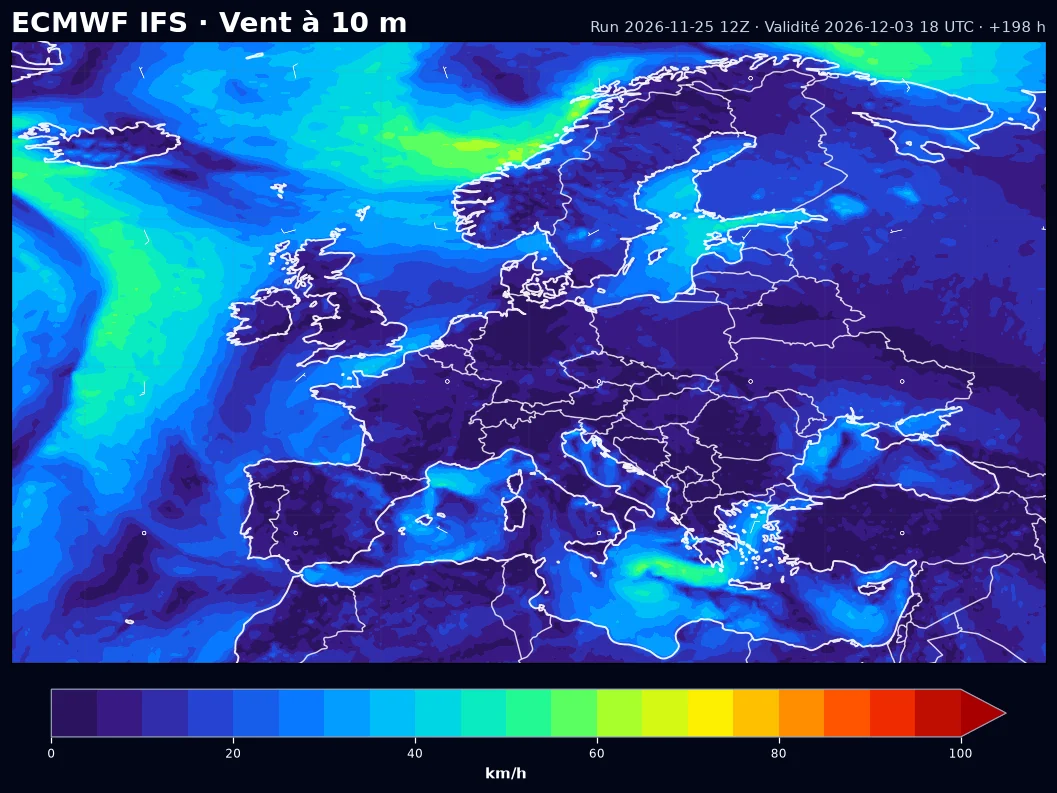 ECMWF IFS · Vent à 10 m
Run 2026-11-25 12Z · Validité 2026-12-03 18 UTC · +198 h
0 20 40 60 80 100
km/h